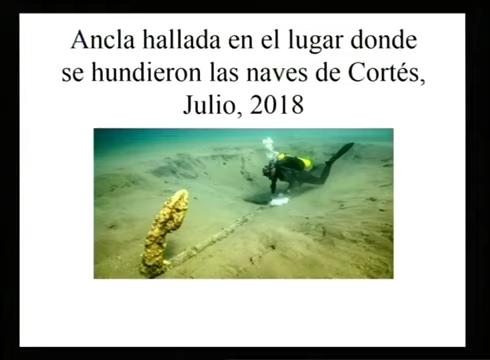 Ancla hallada en el lugar donde
se hundieron las naves de Cortés,
Julio, 2018